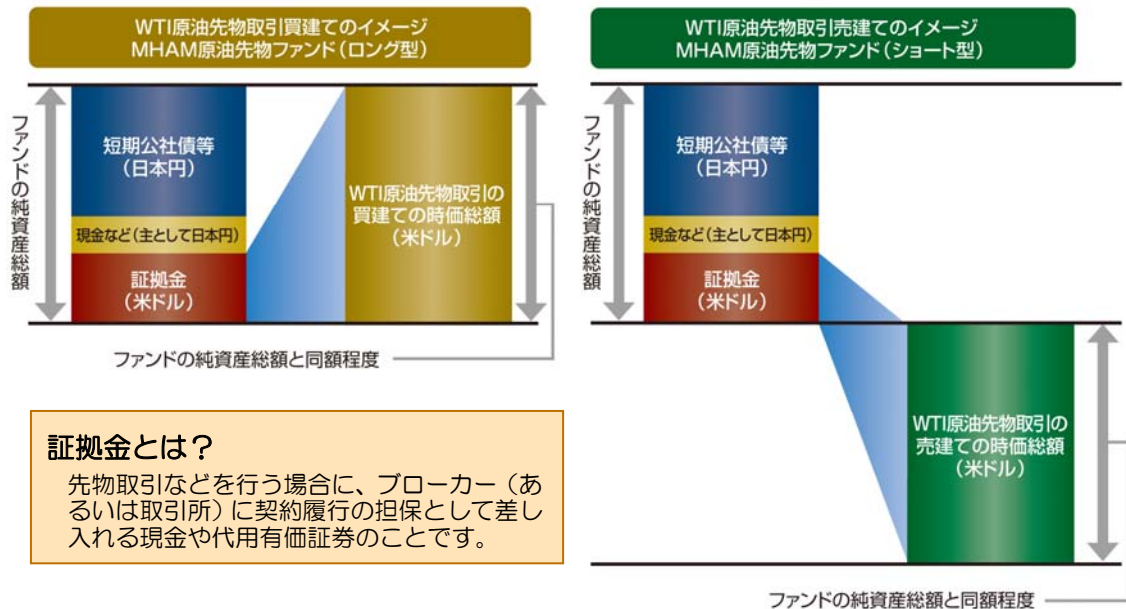 WTI原油先物取引買建てのイメージ
MHAM原油先物ファンド（ロング型）
ファンドの純資産総額
短期公社債等
（日本円）
現金など（主として日本円）
証拠金
（米ドル）
WTI原油先物取引の
買建ての時価総額
（米ドル）
ファンドの純資産総額と同額程度
証拠金とは？
先物取引などを行う場合に、ブローカー（あ
るいは取引所）に契約履行の担保として差し
入れる現金や代用有価証券のことです。
WTI原油先物取引売建てのイメージ
MHAM原油先物ファンド（ショート型）
ファンドの純資産総額
短期公社債等
（日本円）
現金など（主として日本円）
証拠金
（米ドル）
WTI原油先物取引の
売建ての時価総額
（米ドル）
ファンドの純資産総額と同額程度